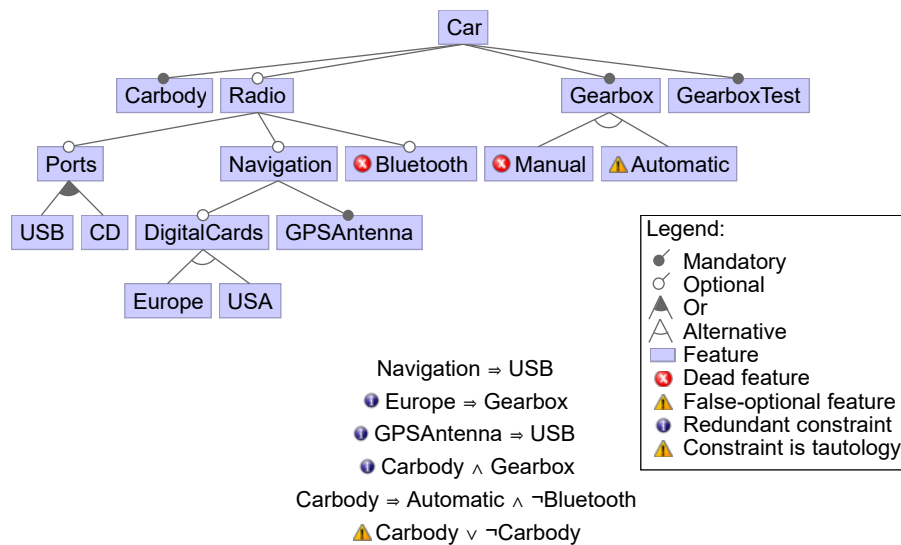 Car
Carbody Radio Gearbox GearboxTest
Ports Navigation Bluetooth Manual Automatic
USB CD DigitalCards GPSAntenna
Europe USA
Legend:
Mandatory
Optional
Or
Alternative
Feature
Dead feature
False-optional feature
Redundant constraint
Constraint is tautology
Navigation ⇒ USB
Europe ⇒ Gearbox
GPSAntenna ⇒ USB
Carbody ∧ Gearbox
Carbody ⇒ Automatic ∧ ¬Bluetooth
Carbody ∨ ¬Carbody